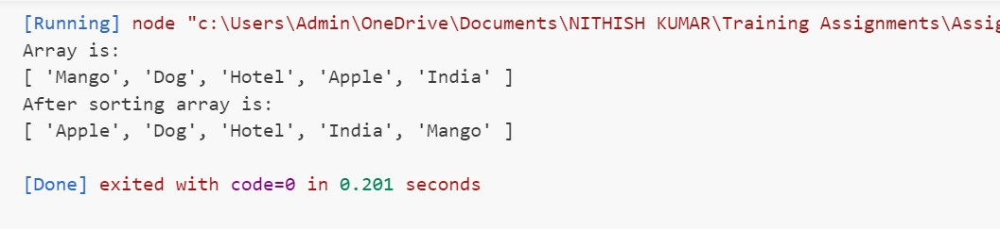 [Running] node "c:\Users\Admin\OneDrive\Documents\NITHISH KUMAR\Training Assignments\Assig
Array is:
[ 'Mango', 'Dog', 'Hotel', 'Apple', 'India' ]
After sorting array is:
[ 'Apple', 'Dog', 'Hotel', 'India', 'Mango' ]
[Done] exited with code=0 in 0.201 seconds